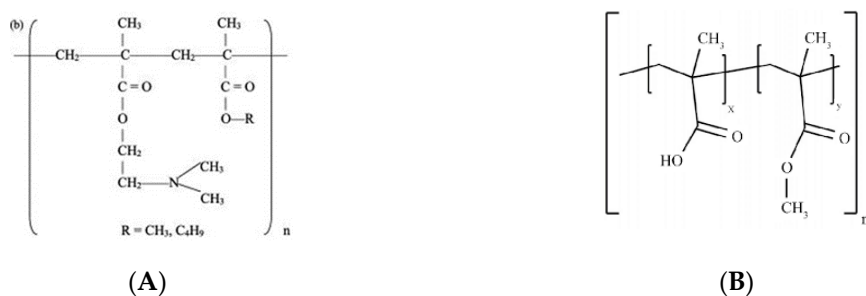 (b)
CH₃ CH₃
CH₂ C CH₂ C
C = O C = O
O O—R
CH₂
CH₂—N CH₃
CH₃
R = CH₃, C₄H₉ n
(A)
CH₃ CH₃
x y
HO O O
O
CH₃
n
(B)